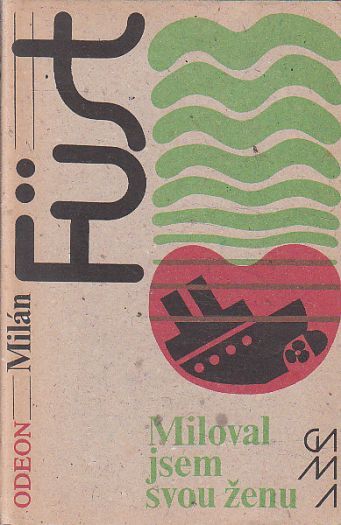 ODEON
Milán
Füst
Miloval
jsem
svou ženu
GAMA